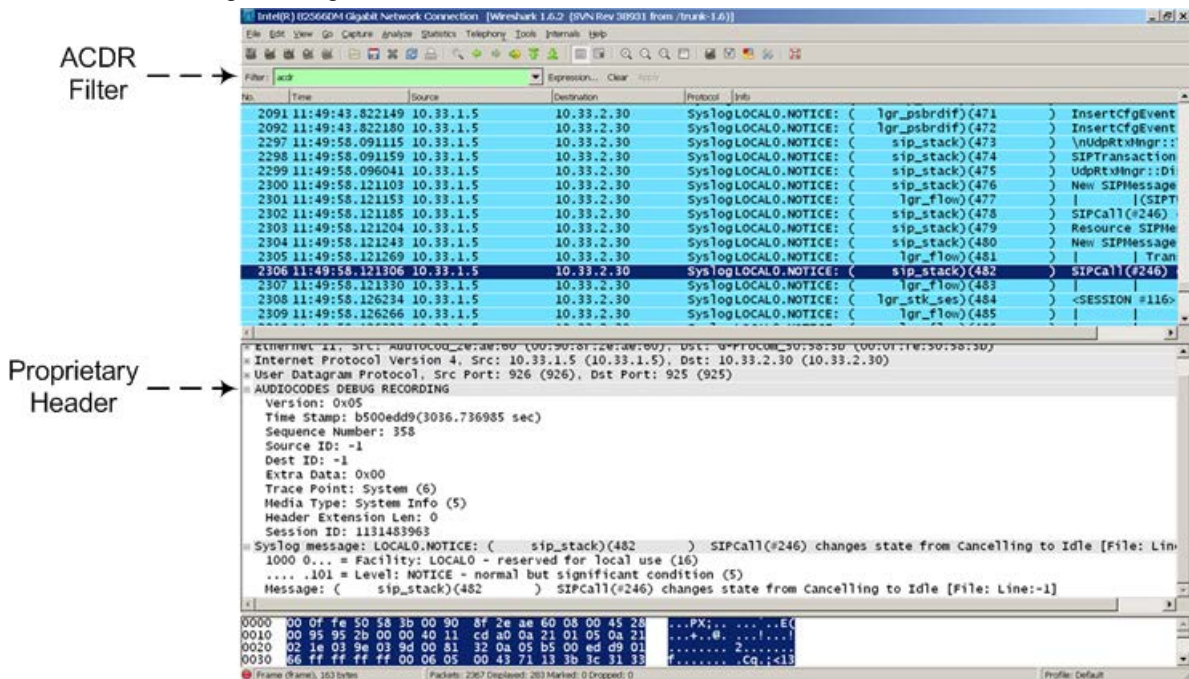 Intel(R) 82566DM Gigabit Network Connection [Wireshark 1.6.2 (SVN Rev 38931 from /trunk-1.6)]
File Edit View Go Capture Analyze Statistics Telephony Tools Internals Help
ACDR
Filter
Filter: acdr Expression... Clear Apply
No. Time Source Destination Protocol Info
2091 11:49:43.822149 10.33.1.5 10.33.2.30 Syslog LOCAL0.NOTICE: ( lgr_psbrdif)(471 ) InsertCfgEvent
2092 11:49:43.822180 10.33.1.5 10.33.2.30 Syslog LOCAL0.NOTICE: ( lgr_psbrdif)(472 ) InsertCfgEvent
2297 11:49:58.091115 10.33.1.5 10.33.2.30 Syslog LOCAL0.NOTICE: ( sip_stack)(473 ) \nUdpRtxMngr::
2298 11:49:58.091159 10.33.1.5 10.33.2.30 Syslog LOCAL0.NOTICE: ( sip_stack)(474 ) SIPTransaction
2299 11:49:58.096041 10.33.1.5 10.33.2.30 Syslog LOCAL0.NOTICE: ( sip_stack)(475 ) UdpRtxMngr::Di
2300 11:49:58.121103 10.33.1.5 10.33.2.30 Syslog LOCAL0.NOTICE: ( sip_stack)(476 ) New SIPMessage
2301 11:49:58.121153 10.33.1.5 10.33.2.30 Syslog LOCAL0.NOTICE: ( lgr_flow)(477 ) | |(SIPT
2302 11:49:58.121185 10.33.1.5 10.33.2.30 Syslog LOCAL0.NOTICE: ( sip_stack)(478 ) SIPCall(#246)
2303 11:49:58.121204 10.33.1.5 10.33.2.30 Syslog LOCAL0.NOTICE: ( sip_stack)(479 ) Resource SIPMe
2304 11:49:58.121243 10.33.1.5 10.33.2.30 Syslog LOCAL0.NOTICE: ( sip_stack)(480 ) New SIPMessage
2305 11:49:58.121269 10.33.1.5 10.33.2.30 Syslog LOCAL0.NOTICE: ( lgr_flow)(481 ) | | Tran
2306 11:49:58.121306 10.33.1.5 10.33.2.30 Syslog LOCAL0.NOTICE: ( sip_stack)(482 ) SIPCall(#246)
2307 11:49:58.121330 10.33.1.5 10.33.2.30 Syslog LOCAL0.NOTICE: ( lgr_flow)(483 ) | |
2308 11:49:58.126234 10.33.1.5 10.33.2.30 Syslog LOCAL0.NOTICE: ( lgr_stk_ses)(484 ) <SESSION #116>
2309 11:49:58.126266 10.33.1.5 10.33.2.30 Syslog LOCAL0.NOTICE: ( lgr_flow)(485 ) | |
Ethernet II, Src: AudioCod_2e:ae:60 (00:90:8f:2e:ae:60), Dst: G-ProCom_50:58:3b (00:0f:fe:50:58:3b)
Internet Protocol Version 4, Src: 10.33.1.5 (10.33.1.5), Dst: 10.33.2.30 (10.33.2.30)
User Datagram Protocol, Src Port: 926 (926), Dst Port: 925 (925)
Proprietary
Header
AUDIOCODES DEBUG RECORDING
Version: 0x05
Time Stamp: b500edd9(3036.736985 sec)
Sequence Number: 358
Source ID: -1
Dest ID: -1
Extra Data: 0x00
Trace Point: System (6)
Media Type: System Info (5)
Header Extension Len: 0
Session ID: 1131483963
Syslog message: LOCAL0.NOTICE: ( sip_stack)(482 ) SIPCall(#246) changes state from Cancelling to Idle [File: Lin
1000 0... = Facility: LOCAL0 - reserved for local use (16)
.... .101 = Level: NOTICE - normal but significant condition (5)
Message: ( sip_stack)(482 ) SIPCall(#246) changes state from Cancelling to Idle [File: Line:-1]
0000 00 0f fe 50 58 3b 00 90 8f 2e ae 60 08 00 45 28 ...PX;.. ...`..E(
0010 00 95 95 2b 00 00 40 11 cd a0 0a 21 01 05 0a 21 ...+..@. ...!...!
0020 02 1e 03 9e 03 9d 00 81 32 0a 05 b5 00 ed d9 01 ........ 2.......
0030 66 ff ff ff ff 00 06 05 00 43 71 13 3b 3c 31 33 f....... .Cq.;<13
Frame (frame), 163 bytes Packets: 2367 Displayed: 283 Marked: 0 Dropped: 0 Profile: Default